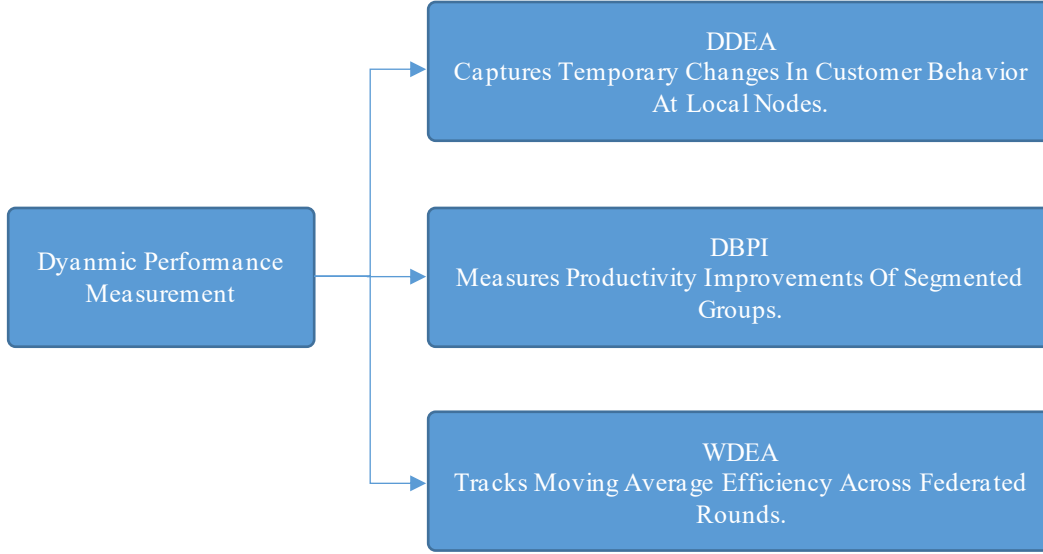 DDEA
Captures Temporary Changes In Customer Behavior
At Local Nodes.
Dyanmic Performance
Measurement
DBPI
Measures Productivity Improvements Of Segmented
Groups.
WDEA
Tracks Moving Average Efficiency Across Federated
Rounds.